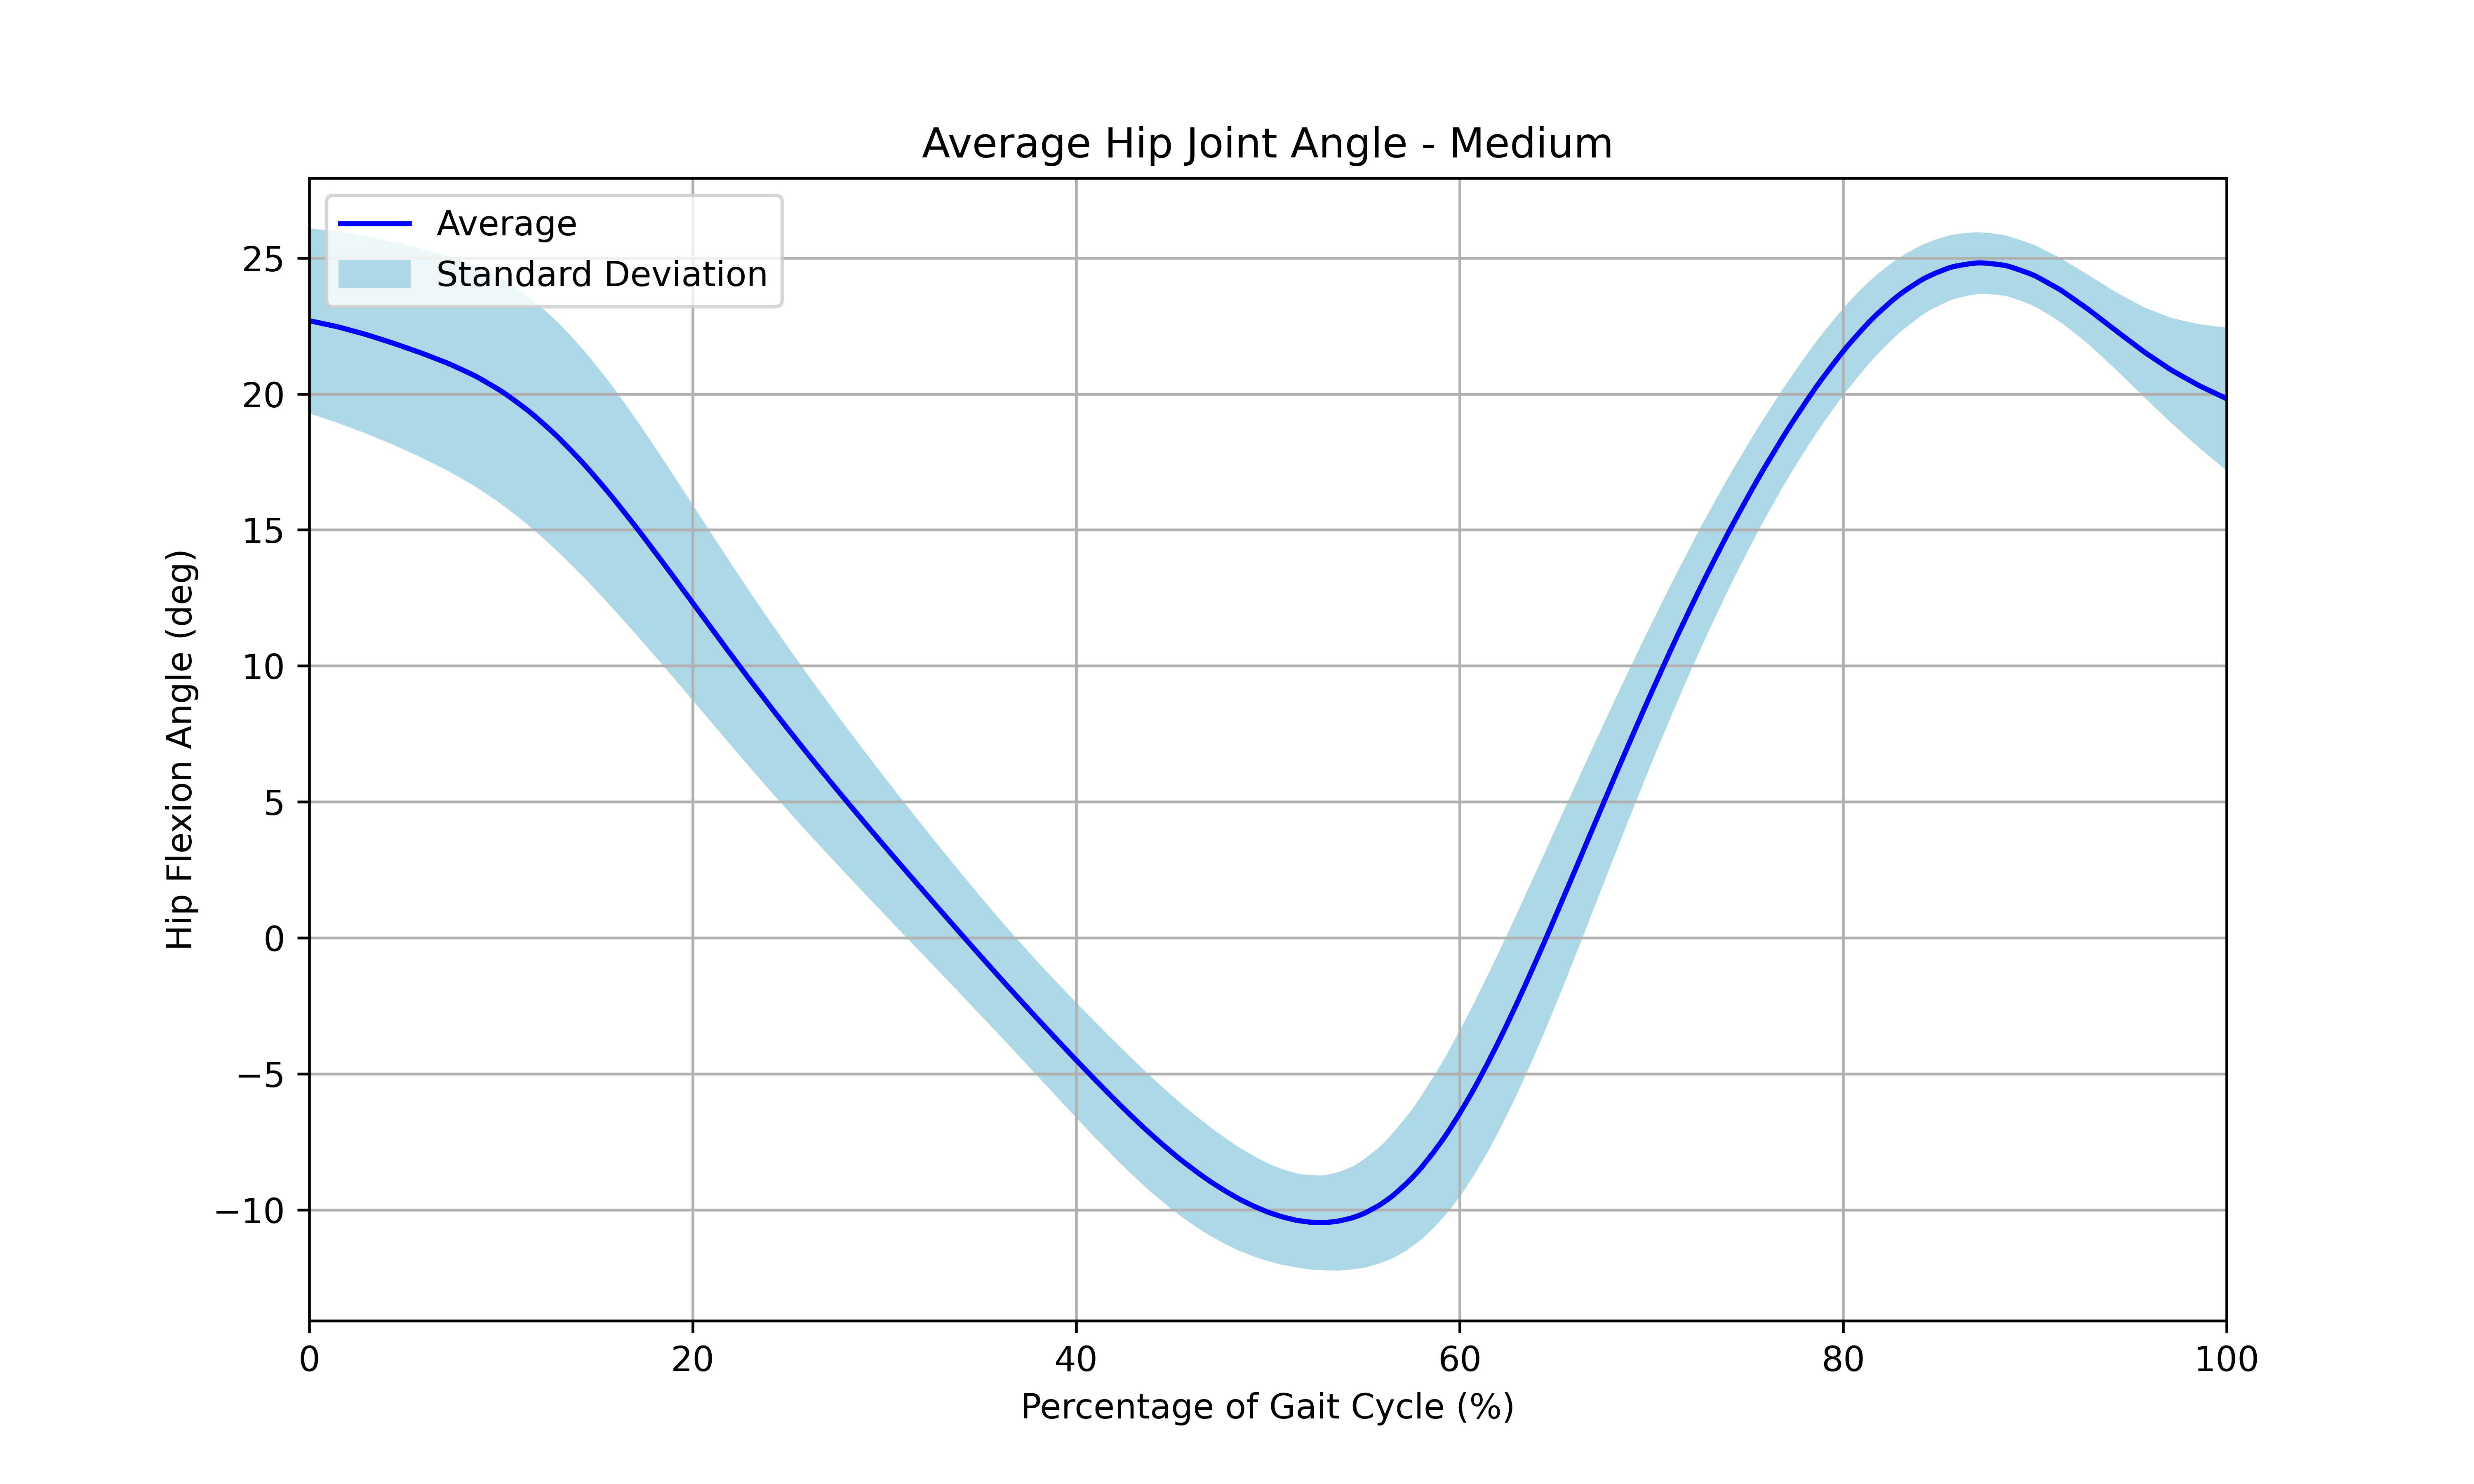 Average Hip Joint Angle - Medium
Average
Standard Deviation
Hip Flexion Angle (deg)
25
20
15
10
5
0
−5
−10
0 20 40 60 80 100
Percentage of Gait Cycle (%)